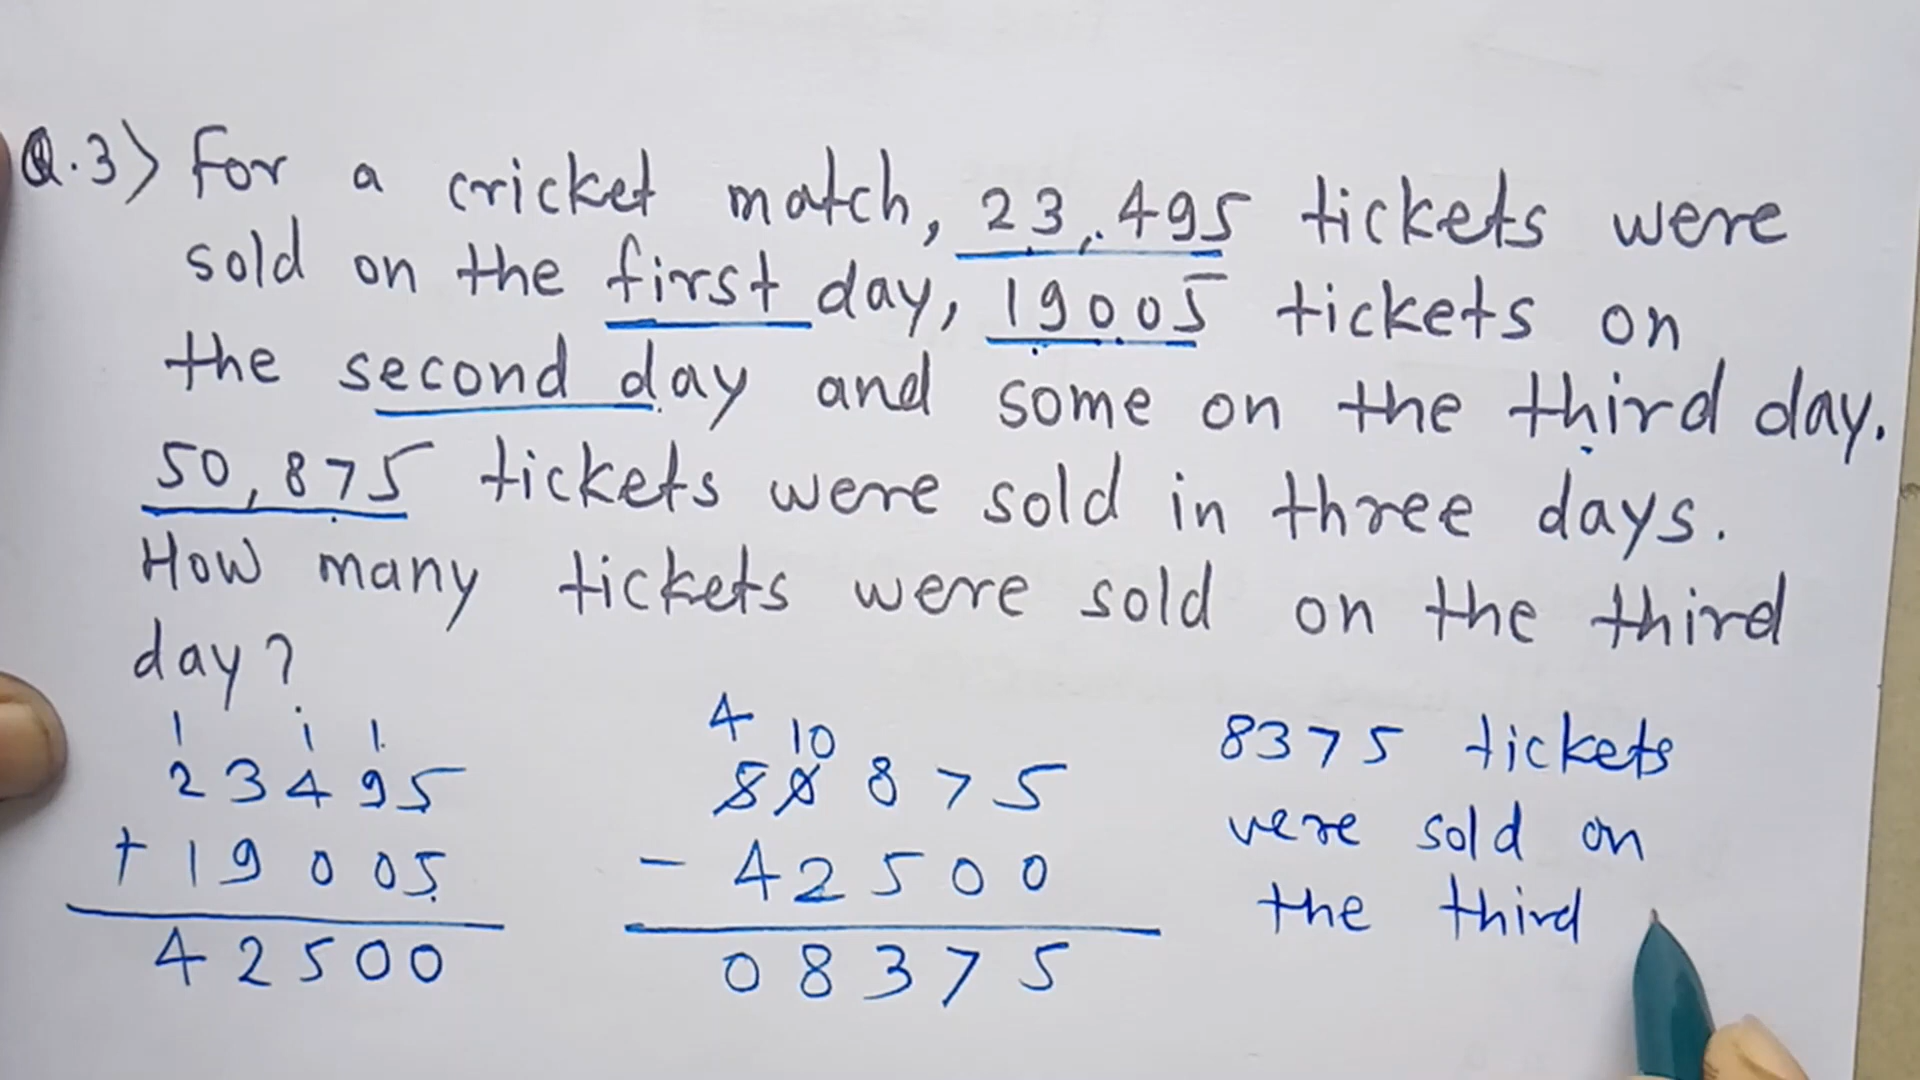 Q.3) For a cricket match, 23,495 tickets were
sold on the first day, 19005 tickets on
the second day and some on the third day.
50,875 tickets were sold in three days.
How many tickets were sold on the third
day?
1 1 1
23495
+ 19005
42500
4 10
50875
- 42500
08375
8375 tickets
were sold on
the third